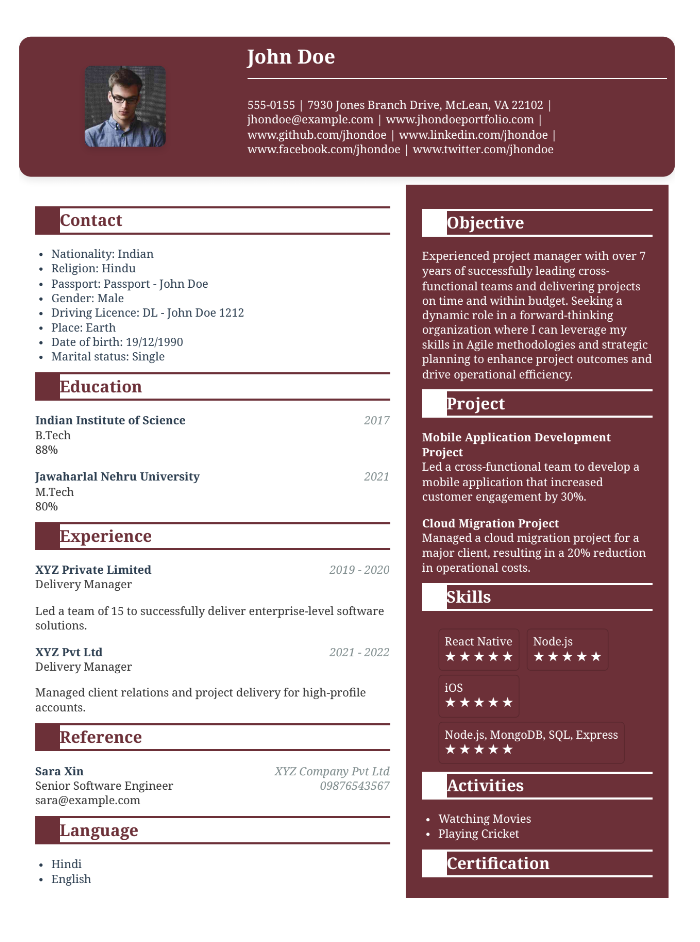 John Doe
555-0155 | 7930 Jones Branch Drive, McLean, VA 22102 |
jhondoe@example.com | www.jhondoeportfolio.com |
www.github.com/jhondoe | www.linkedin.com/jhondoe |
www.facebook.com/jhondoe | www.twitter.com/jhondoe
Contact
• Nationality: Indian
• Religion: Hindu
• Passport: Passport - John Doe
• Gender: Male
• Driving Licence: DL - John Doe 1212
• Place: Earth
• Date of birth: 19/12/1990
• Marital status: Single
Education
Indian Institute of Science 2017
B.Tech
88%
Jawaharlal Nehru University 2021
M.Tech
80%
Experience
XYZ Private Limited 2019 - 2020
Delivery Manager
Led a team of 15 to successfully deliver enterprise-level software
solutions.
XYZ Pvt Ltd 2021 - 2022
Delivery Manager
Managed client relations and project delivery for high-profile
accounts.
Reference
Sara Xin XYZ Company Pvt Ltd
Senior Software Engineer 09876543567
sara@example.com
Language
• Hindi
• English
Objective
Experienced project manager with over 7
years of successfully leading cross-
functional teams and delivering projects
on time and within budget. Seeking a
dynamic role in a forward-thinking
organization where I can leverage my
skills in Agile methodologies and strategic
planning to enhance project outcomes and
drive operational efficiency.
Project
Mobile Application Development
Project
Led a cross-functional team to develop a
mobile application that increased
customer engagement by 30%.
Cloud Migration Project
Managed a cloud migration project for a
major client, resulting in a 20% reduction
in operational costs.
Skills
React Native Node.js
★★★★★ ★★★★★
iOS
★★★★★
Node.js, MongoDB, SQL, Express
★★★★★
Activities
• Watching Movies
• Playing Cricket
Certification